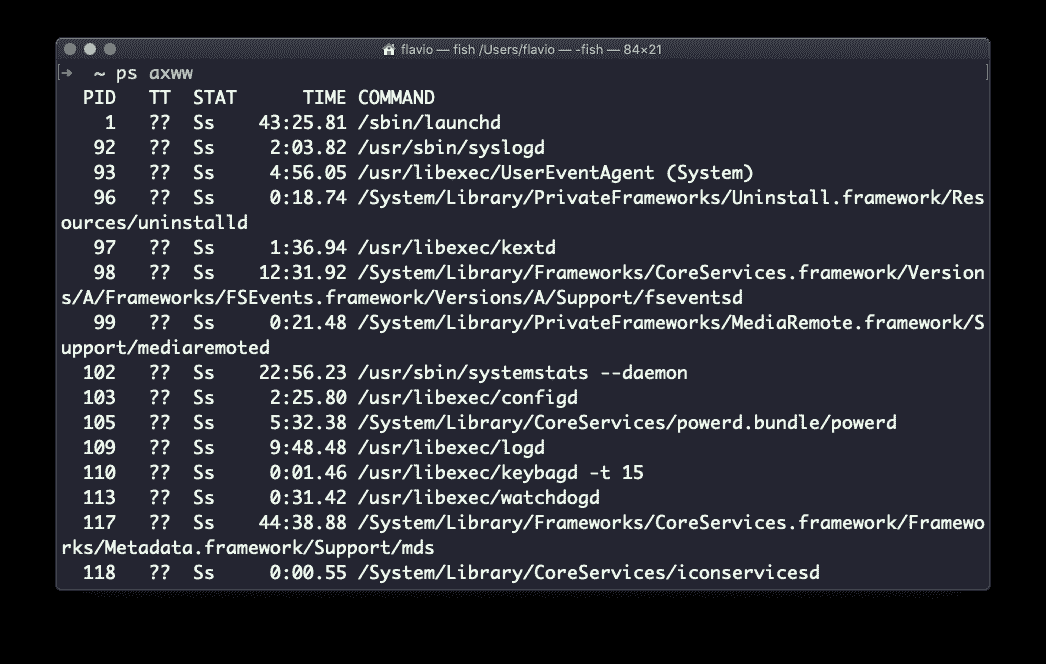 flavio — fish /Users/flavio — -fish — 84×21
[➜  ~ ps axww ]
  PID   TT  STAT      TIME COMMAND
    1   ??  Ss    43:25.81 /sbin/launchd
   92   ??  Ss     2:03.82 /usr/sbin/syslogd
   93   ??  Ss     4:56.05 /usr/libexec/UserEventAgent (System)
   96   ??  Ss     0:18.74 /System/Library/PrivateFrameworks/Uninstall.framework/Res
ources/uninstalld
   97   ??  Ss     1:36.94 /usr/libexec/kextd
   98   ??  Ss    12:31.92 /System/Library/Frameworks/CoreServices.framework/Version
s/A/Frameworks/FSEvents.framework/Versions/A/Support/fseventsd
   99   ??  Ss     0:21.48 /System/Library/PrivateFrameworks/MediaRemote.framework/S
upport/mediaremoted
  102   ??  Ss    22:56.23 /usr/sbin/systemstats --daemon
  103   ??  Ss     2:25.80 /usr/libexec/configd
  105   ??  Ss     5:32.38 /System/Library/CoreServices/powerd.bundle/powerd
  109   ??  Ss     9:48.48 /usr/libexec/logd
  110   ??  Ss     0:01.46 /usr/libexec/keybagd -t 15
  113   ??  Ss     0:31.42 /usr/libexec/watchdogd
  117   ??  Ss    44:38.88 /System/Library/Frameworks/CoreServices.framework/Framewo
rks/Metadata.framework/Support/mds
  118   ??  Ss     0:00.55 /System/Library/CoreServices/iconservicesd